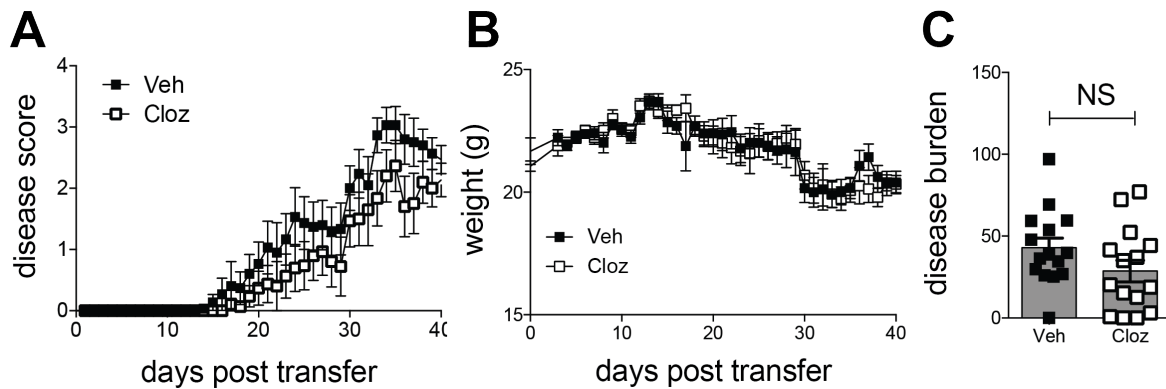 A
disease score
4
3
2
1
0
Veh
Cloz
0
10
20
30
40
days post transfer
B
weight (g)
25
20
15
Veh
Cloz
0
10
20
30
40
days post transfer
C
disease burden
150
100
50
0
NS
Veh
Cloz